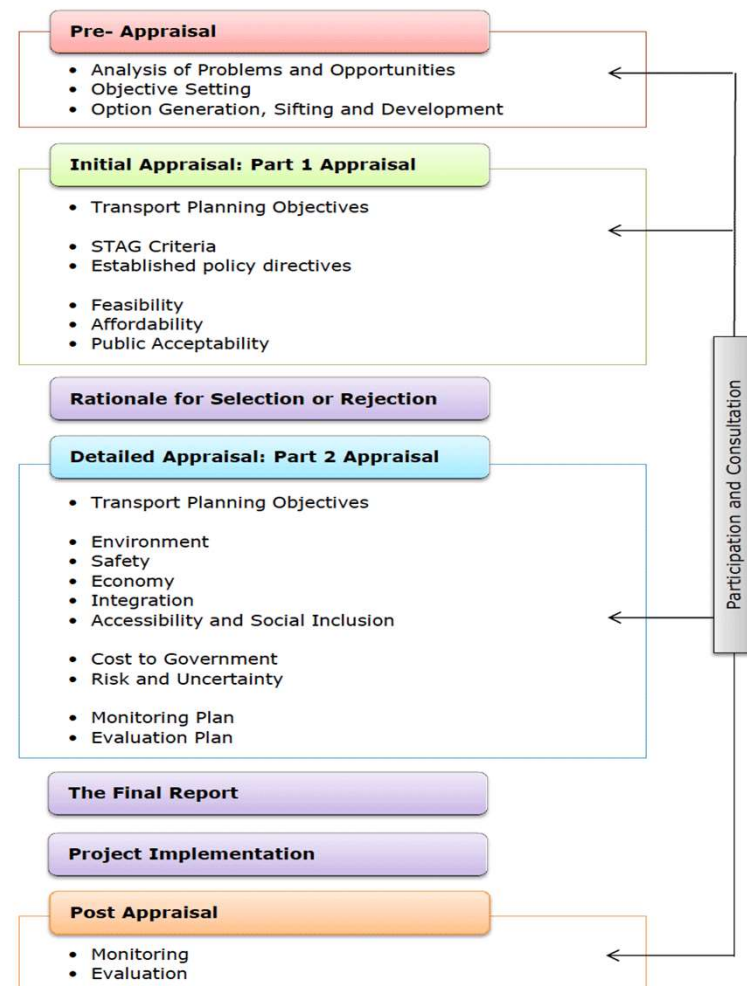 Pre- Appraisal
• Analysis of Problems and Opportunities
• Objective Setting
• Option Generation, Sifting and Development
Initial Appraisal: Part 1 Appraisal
• Transport Planning Objectives
• STAG Criteria
• Established policy directives
• Feasibility
• Affordability
• Public Acceptability
Rationale for Selection or Rejection
Detailed Appraisal: Part 2 Appraisal
• Transport Planning Objectives
• Environment
• Safety
• Economy
• Integration
• Accessibility and Social Inclusion
• Cost to Government
• Risk and Uncertainty
• Monitoring Plan
• Evaluation Plan
The Final Report
Project Implementation
Post Appraisal
• Monitoring
• Evaluation
Participation and Consultation